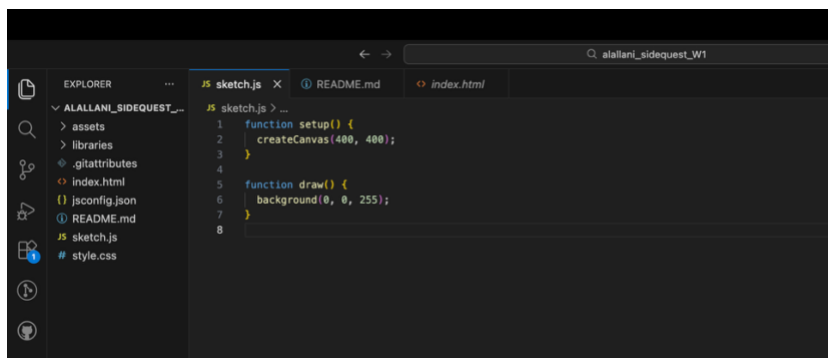 alallani_sidequest_W1
EXPLORER ...
ALALLANI_SIDEQUEST_...
assets
libraries
.gitattributes
index.html
jsconfig.json
README.md
sketch.js
style.css
1
JS sketch.js × README.md index.html
JS sketch.js > ...
1 function setup() {
2 createCanvas(400, 400);
3 }
4
5 function draw() {
6 background(0, 0, 255);
7 }
8